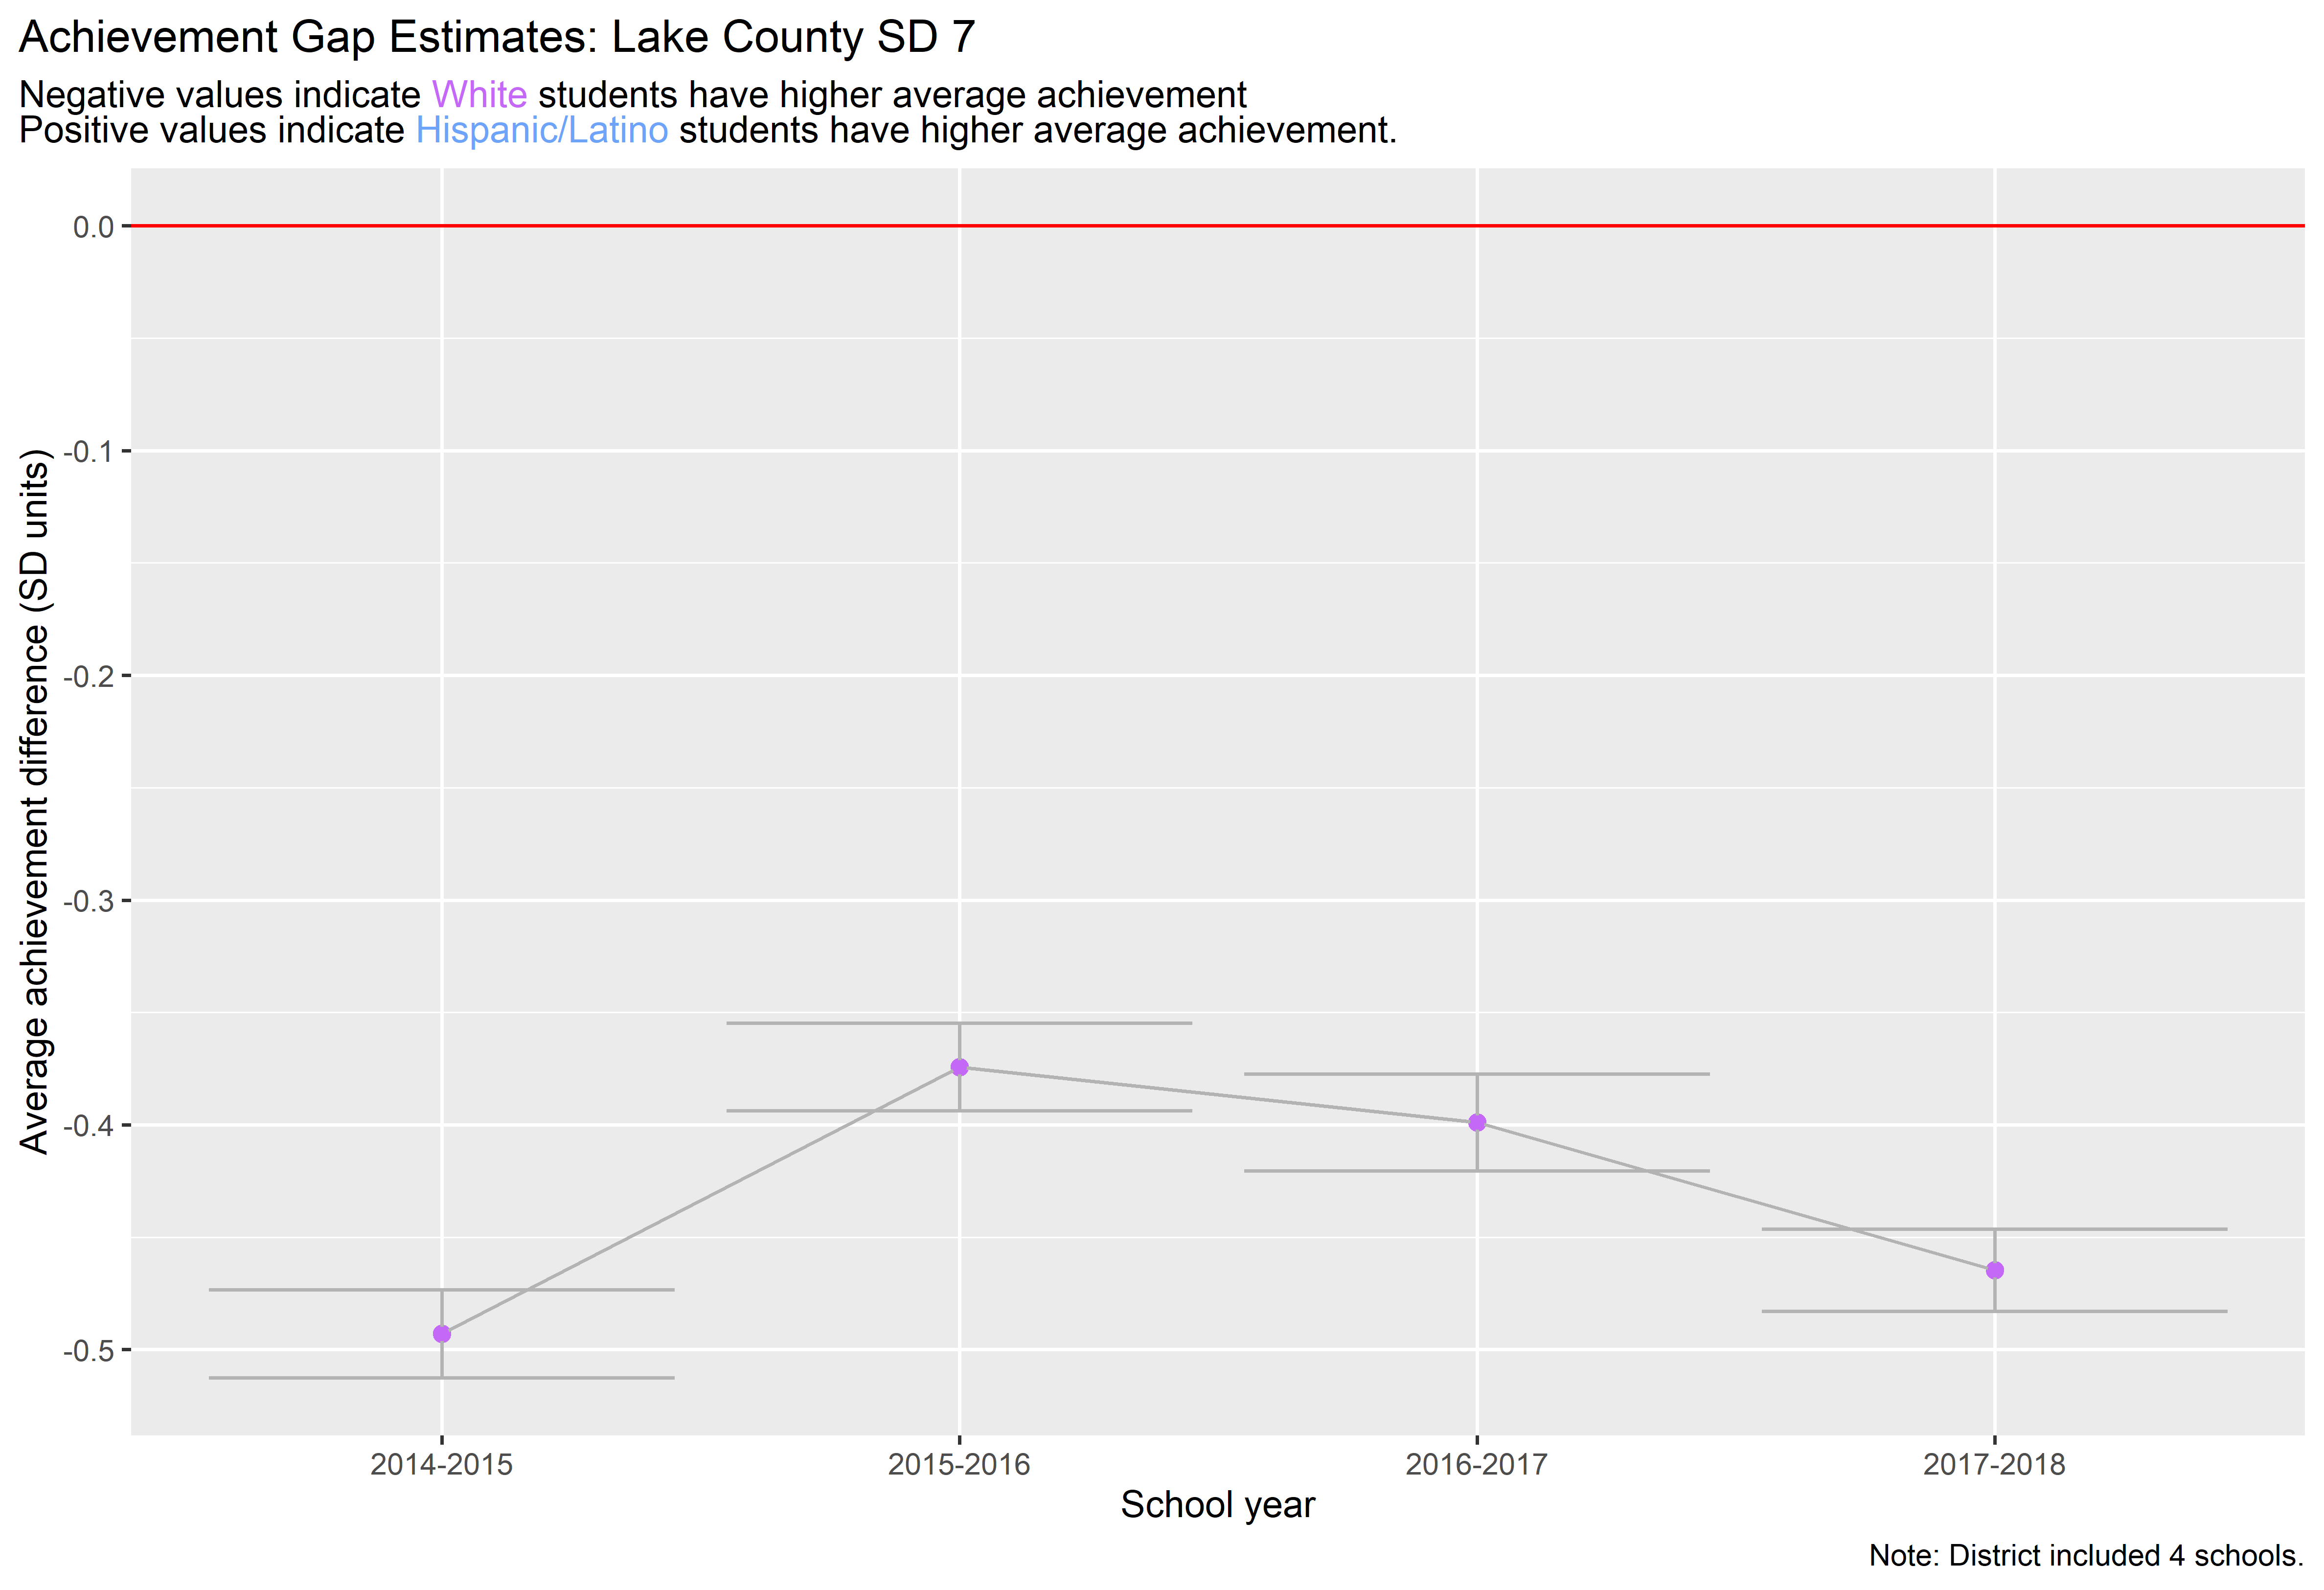 Achievement Gap Estimates: Lake County SD 7
Negative values indicate White students have higher average achievement
Positive values indicate Hispanic/Latino students have higher average achievement.
Average achievement difference (SD units)
0.0
-0.1
-0.2
-0.3
-0.4
-0.5
2014-2015
2015-2016
2016-2017
2017-2018
School year
Note: District included 4 schools.